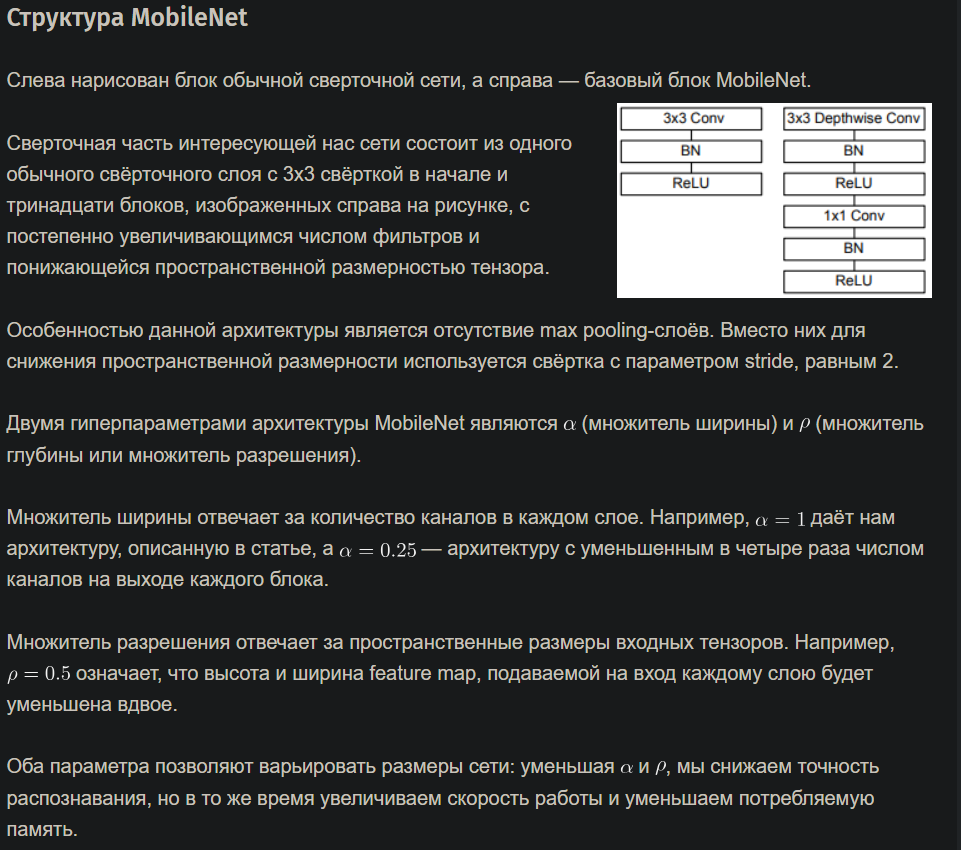 Структура MobileNet
Слева нарисован блок обычной сверточной сети, а справа — базовый блок MobileNet.
Сверточная часть интересующей нас сети состоит из одного
обычного свёрточного слоя с 3х3 свёрткой в начале и
тринадцати блоков, изображенных справа на рисунке, с
постепенно увеличивающимся числом фильтров и
понижающейся пространственной размерностью тензора.
3x3 Conv
BN
ReLU
3x3 Depthwise Conv
BN
ReLU
1x1 Conv
BN
ReLU
Особенностью данной архитектуры является отсутствие max pooling-слоёв. Вместо них для
снижения пространственной размерности используется свёртка с параметром stride, равным 2.
Двумя гиперпараметрами архитектуры MobileNet являются α (множитель ширины) и ρ (множитель
глубины или множитель разрешения).
Множитель ширины отвечает за количество каналов в каждом слое. Например, α = 1 даёт нам
архитектуру, описанную в статье, а α = 0.25 — архитектуру с уменьшенным в четыре раза числом
каналов на выходе каждого блока.
Множитель разрешения отвечает за пространственные размеры входных тензоров. Например,
ρ = 0.5 означает, что высота и ширина feature map, подаваемой на вход каждому слою будет
уменьшена вдвое.
Оба параметра позволяют варьировать размеры сети: уменьшая α и ρ, мы снижаем точность
распознавания, но в то же время увеличиваем скорость работы и уменьшаем потребляемую
память.